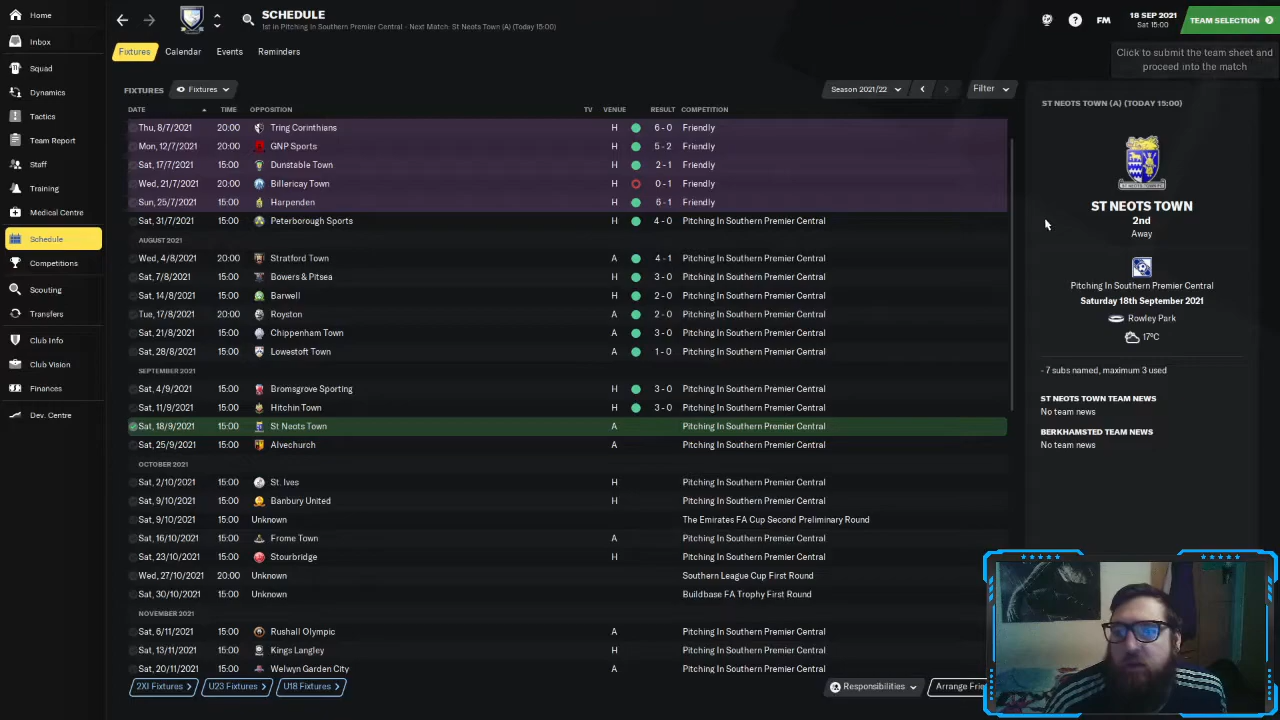 Home
Inbox
Squad
Dynamics
Tactics
Team Report
Staff
Training
Medical Centre
Schedule
Competitions
Scouting
Transfers
Club Info
Club Vision
Finances
Dev. Centre
SCHEDULE
1st in Pitching In Southern Premier Central - Next Match: St Neots Town (A) (Sat 15:00)
? FM 18 SEP 2021 Sat 15:00 TEAM SELECTION
Click to submit the team sheet and
proceed into the match
Fixtures Calendar Events Reminders
FIXTURES Fixtures Season 2021/22 Filter
DATE TIME OPPOSITION TV VENUE RESULT COMPETITION
Thu, 8/7/2021 20:00 Tring Corinthians H 6 - 0 Friendly
Mon, 12/7/2021 20:00 GNP Sports H 5 - 2 Friendly
Sat, 17/7/2021 15:00 Dunstable Town H 2 - 1 Friendly
Wed, 21/7/2021 20:00 Billericay Town H 0 - 1 Friendly
Sun, 25/7/2021 15:00 Harpenden H 6 - 1 Friendly
Sat, 31/7/2021 15:00 Peterborough Sports H 4 - 0 Pitching In Southern Premier Central
AUGUST 2021
Wed, 4/8/2021 20:00 Stratford Town A 4 - 1 Pitching In Southern Premier Central
Sat, 7/8/2021 15:00 Bowers & Pitsea H 3 - 0 Pitching In Southern Premier Central
Sat, 14/8/2021 15:00 Barwell H 2 - 0 Pitching In Southern Premier Central
Tue, 17/8/2021 20:00 Royston A 2 - 0 Pitching In Southern Premier Central
Sat, 21/8/2021 15:00 Chippenham Town A 3 - 0 Pitching In Southern Premier Central
Sat, 28/8/2021 15:00 Lowestoft Town A 1 - 0 Pitching In Southern Premier Central
SEPTEMBER 2021
Sat, 4/9/2021 15:00 Bromsgrove Sporting H 3 - 0 Pitching In Southern Premier Central
Sat, 11/9/2021 15:00 Hitchin Town H 3 - 0 Pitching In Southern Premier Central
Sat, 18/9/2021 15:00 St Neots Town A Pitching In Southern Premier Central
Sat, 25/9/2021 15:00 Alvechurch A Pitching In Southern Premier Central
OCTOBER 2021
Sat, 2/10/2021 15:00 St. Ives H Pitching In Southern Premier Central
Sat, 9/10/2021 15:00 Banbury United H Pitching In Southern Premier Central
Sat, 9/10/2021 15:00 Unknown The Emirates FA Cup Second Preliminary Round
Sat, 16/10/2021 15:00 Frome Town A Pitching In Southern Premier Central
Sat, 23/10/2021 15:00 Stourbridge H Pitching In Southern Premier Central
Wed, 27/10/2021 20:00 Unknown Southern League Cup First Round
Sat, 30/10/2021 15:00 Unknown Buildbase FA Trophy First Round
NOVEMBER 2021
Sat, 6/11/2021 15:00 Rushall Olympic A Pitching In Southern Premier Central
Sat, 13/11/2021 15:00 Kings Langley H Pitching In Southern Premier Central
Sat, 20/11/2021 15:00 Welwyn Garden City A Pitching In Southern Premier Central
2XI Fixtures U23 Fixtures U18 Fixtures Responsibilities Arrange Frie
ST NEOTS TOWN (A) (TODAY 15:00)
ST NEOTS TOWN
2nd
Away
Pitching In Southern Premier Central
Saturday 18th September 2021
Rowley Park
17°C
- 7 subs named, maximum 3 used
ST NEOTS TOWN TEAM NEWS
No team news
BERKHAMSTED TEAM NEWS
No team news